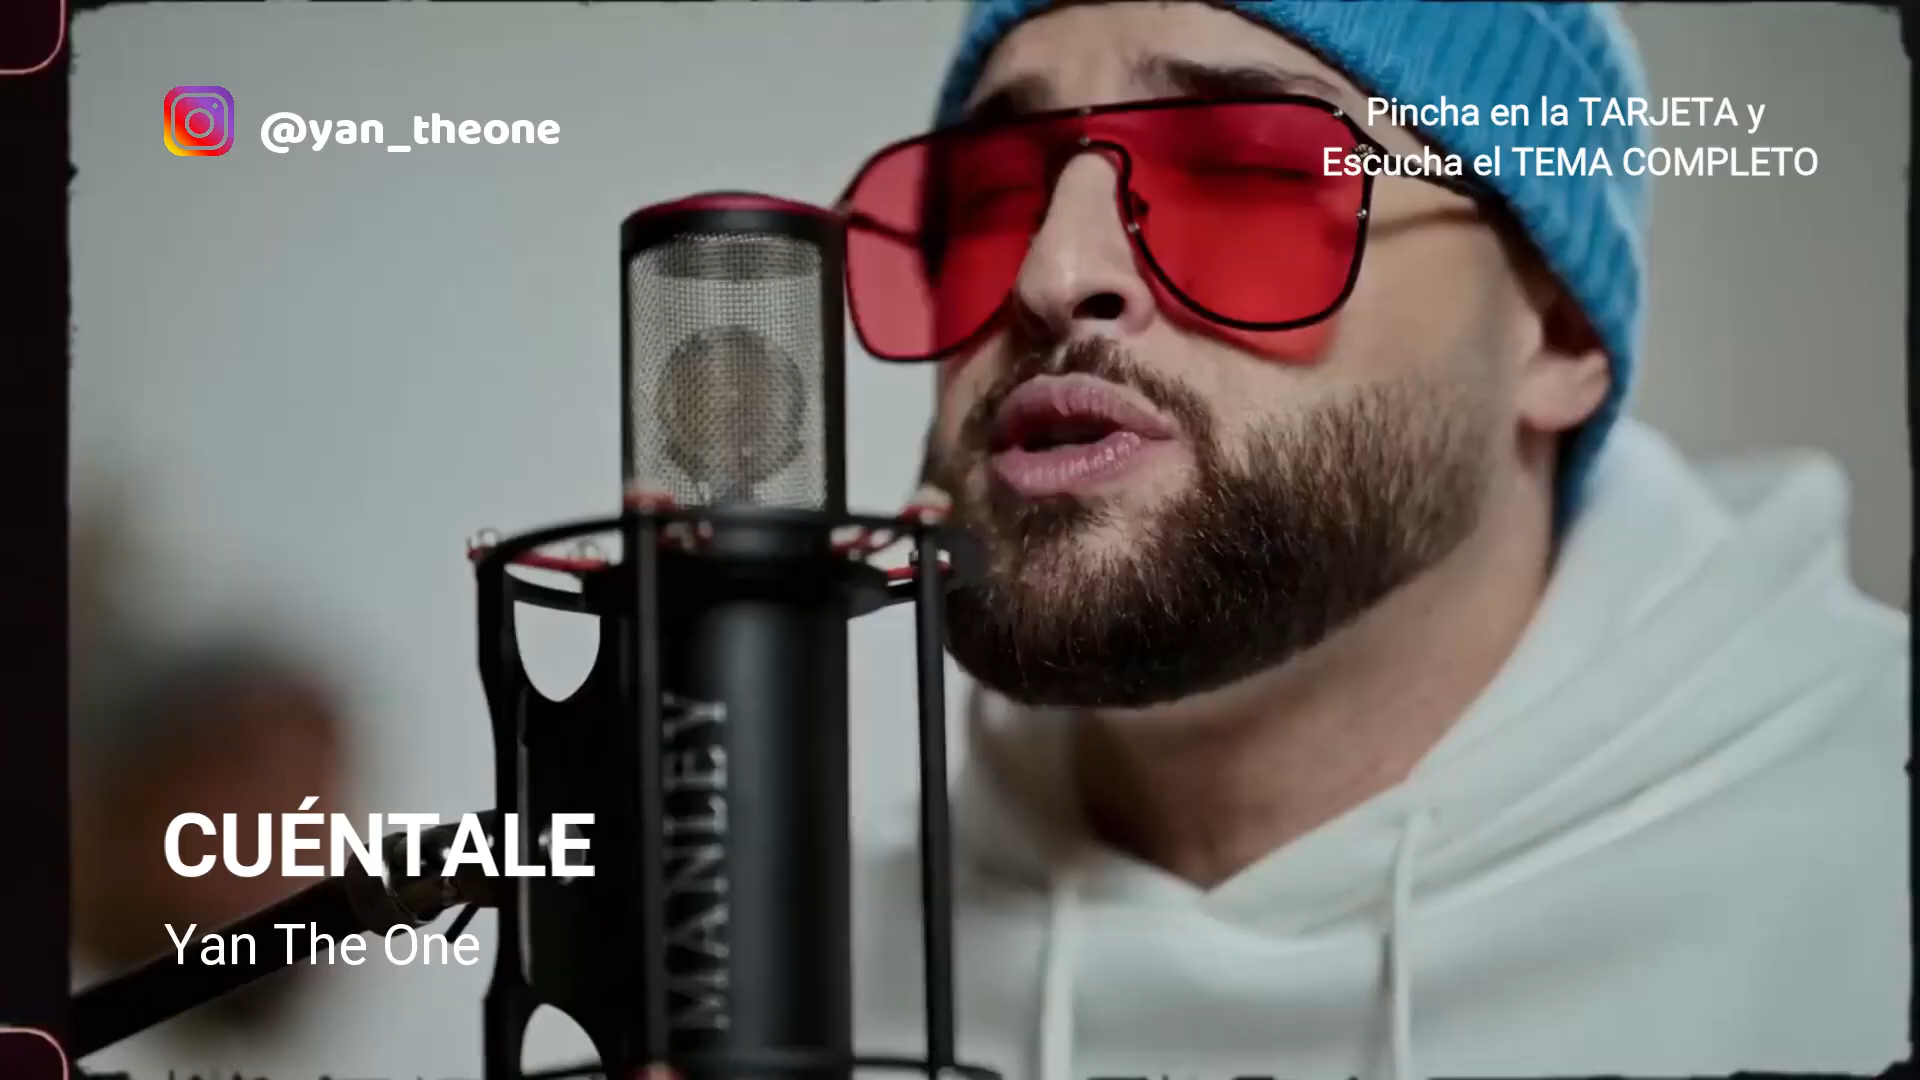 @yan_theone
Pincha en la TARJETA y
Escucha el TEMA COMPLETO
MANLEY
CUÉNTALE
Yan The One